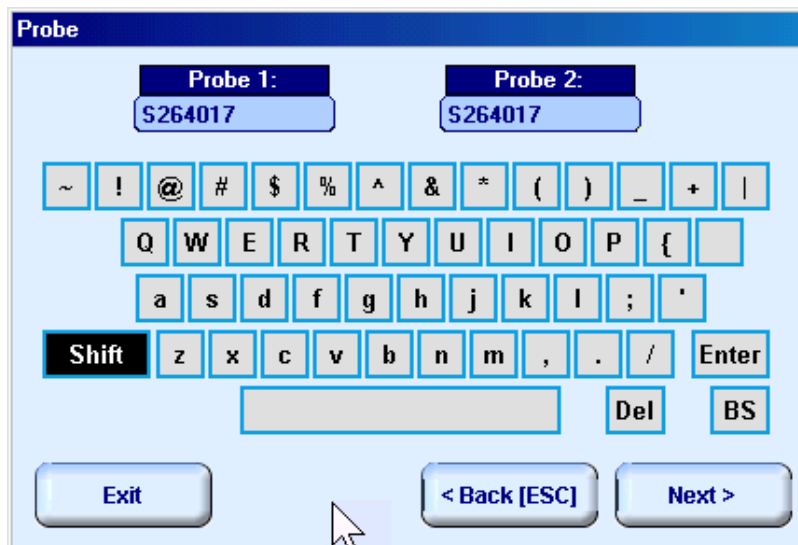 Probe
Probe 1: Probe 2:
S264017 S264017
~ ! @ # $ % ^ & * ( ) _ + |
Q W E R T Y U I O P {
a s d f g h j k l ; '
Shift z x c v b n m , . / Enter
Del BS
Exit < Back [ESC] Next >